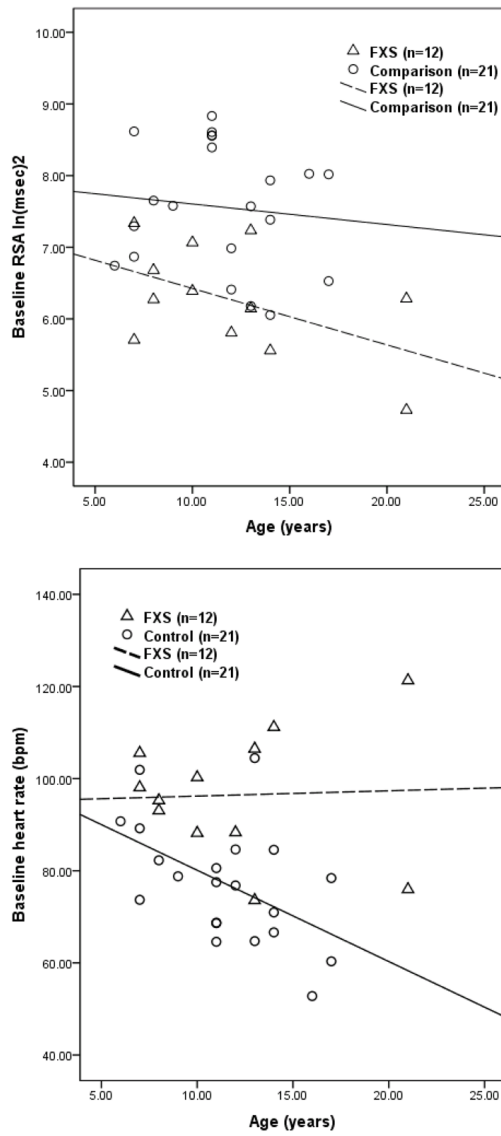 10.00
9.00
8.00
7.00
6.00
5.00
4.00
Baseline RSA ln(msec)2
FXS (n=12)
Comparison (n=21)
FXS (n=12)
Comparison (n=21)
5.00 10.00 15.00 20.00 25.00
Age (years)
140.00
120.00
100.00
80.00
60.00
40.00
Baseline heart rate (bpm)
FXS (n=12)
Control (n=21)
FXS (n=12)
Control (n=21)
5.00 10.00 15.00 20.00 25.00
Age (years)